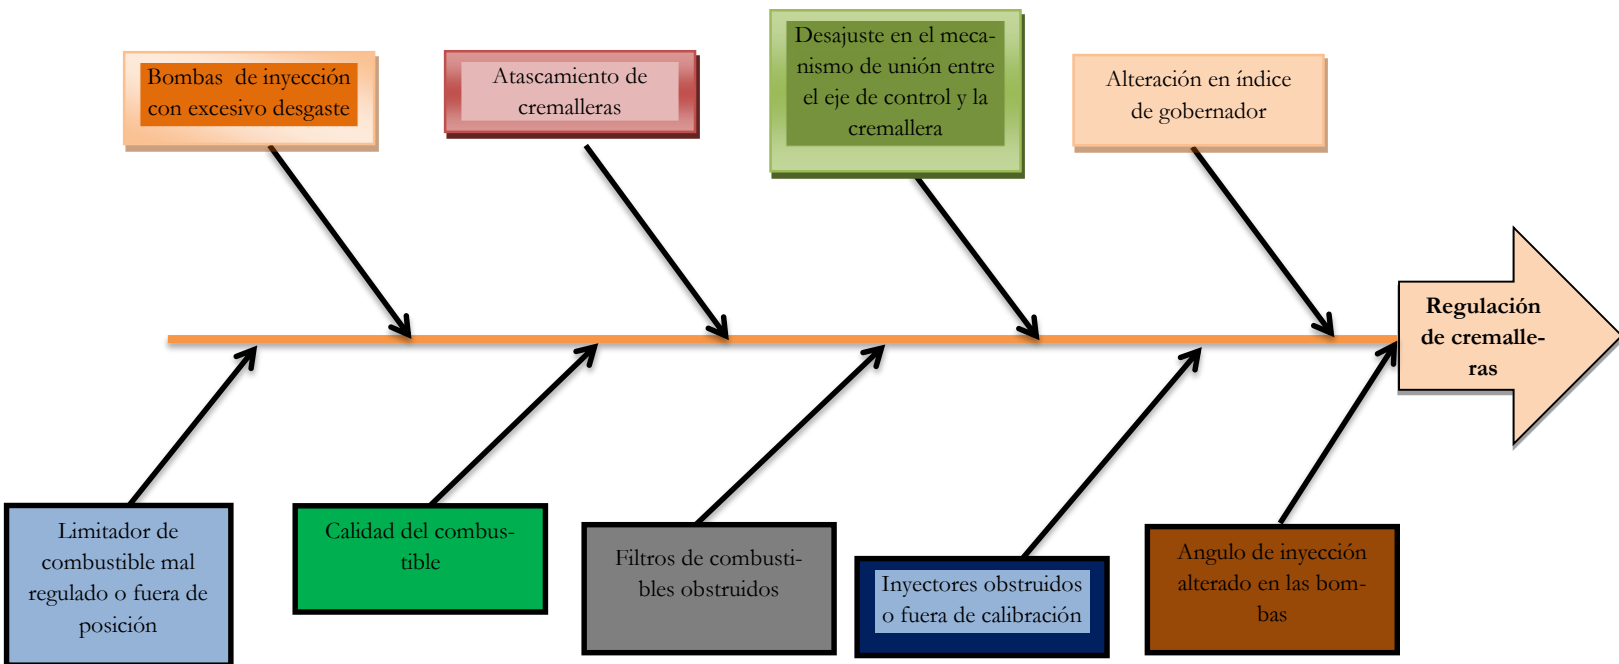 Bombas de inyección
con excesivo desgaste
Atascamiento de
cremalleras
Desajuste en el meca-
nismo de unión entre
el eje de control y la
cremallera
Alteración en índice
de gobernador
Regulación
de cremalle-
ras
Limitador de
combustible mal
regulado o fuera de
posición
Calidad del combus-
tible
Filtros de combusti-
bles obstruidos
Inyectores obstruidos
o fuera de calibración
Angulo de inyección
alterado en las bom-
bas